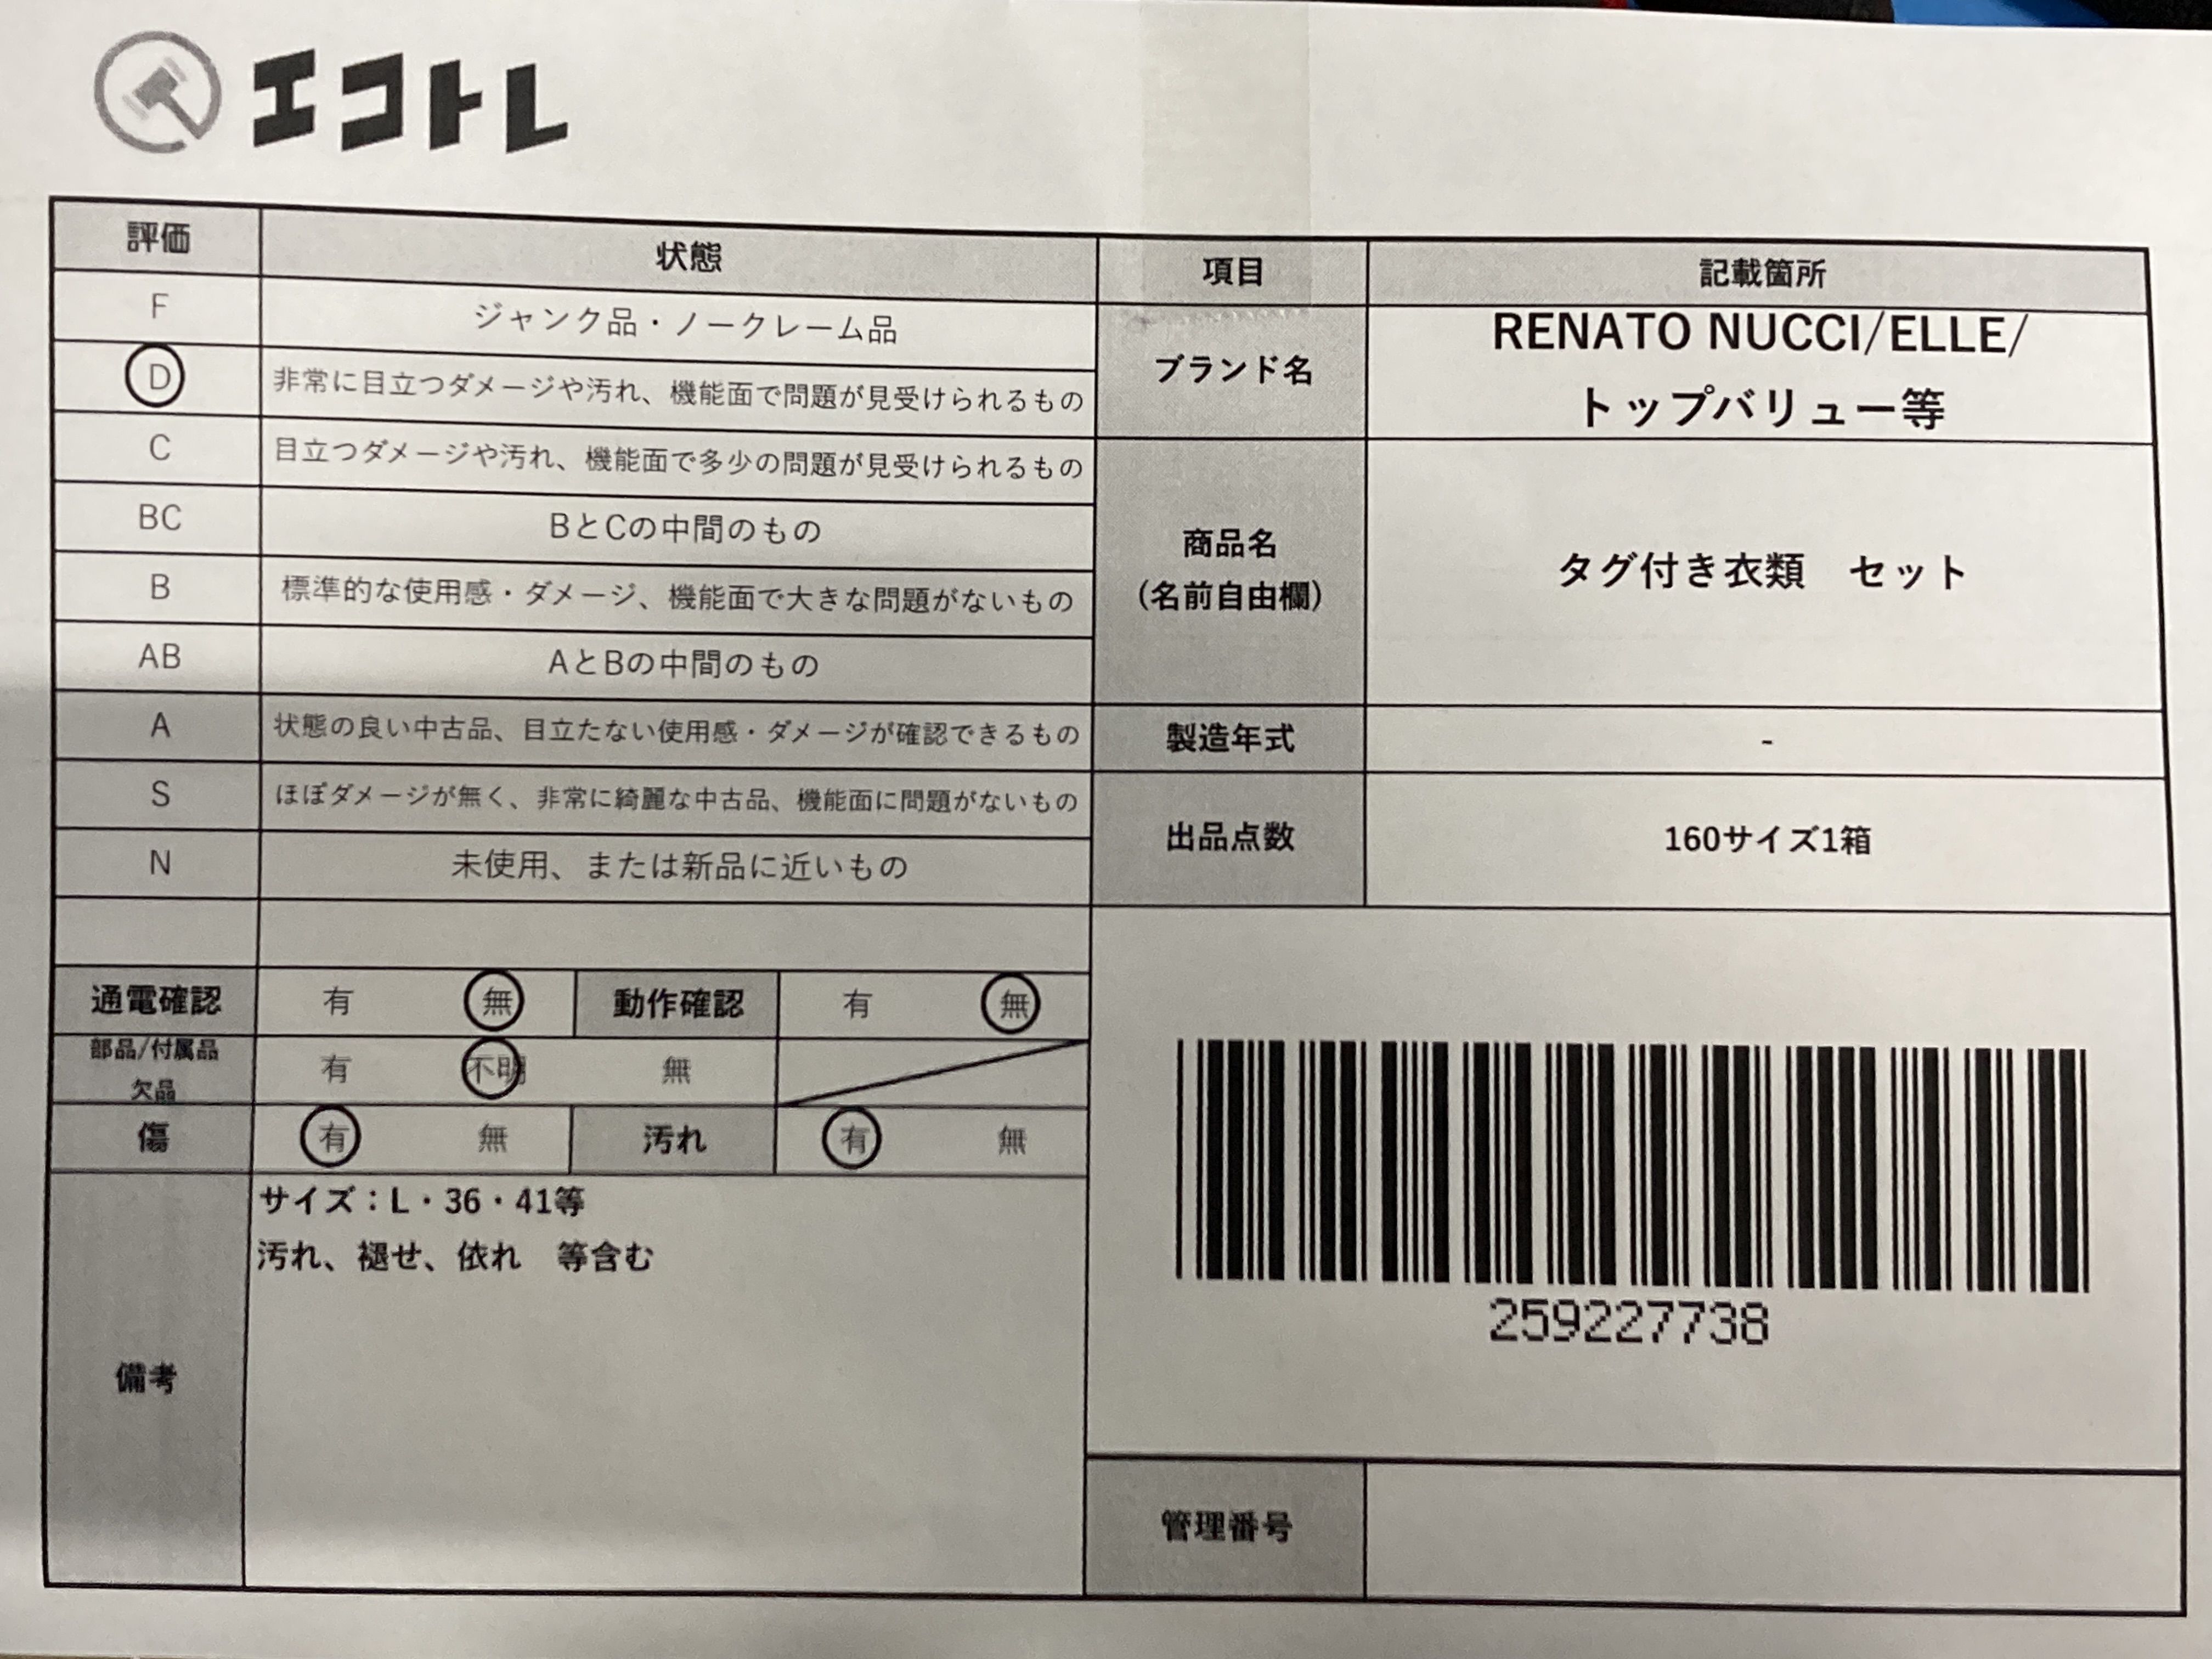 エコトレ
評価 状態
F ジャンク品・ノークレーム品
D 非常に目立つダメージや汚れ、機能面で問題が見受けられるもの
C 目立つダメージや汚れ、機能面で多少の問題が見受けられるもの
BC BとCの中間のもの
B 標準的な使用感・ダメージ、機能面で大きな問題がないもの
AB AとBの中間のもの
A 状態の良い中古品、目立たない使用感・ダメージが確認できるもの
S ほぼダメージが無く、非常に綺麗な中古品、機能面に問題がないもの
N 未使用、または新品に近いもの
通電確認 有 無 動作確認 有 無
部品/付属品
欠品 有 不明 無
傷 有 無 汚れ 有 無
備考
サイズ：L・36・41等
汚れ、褪せ、依れ　等含む
項目 記載箇所
ブランド名
RENATO NUCCI/ELLE/
トップバリュー等
商品名
（名前自由欄）
タグ付き衣類　セット
製造年式 -
出品点数 160サイズ1箱
259227738
管理番号